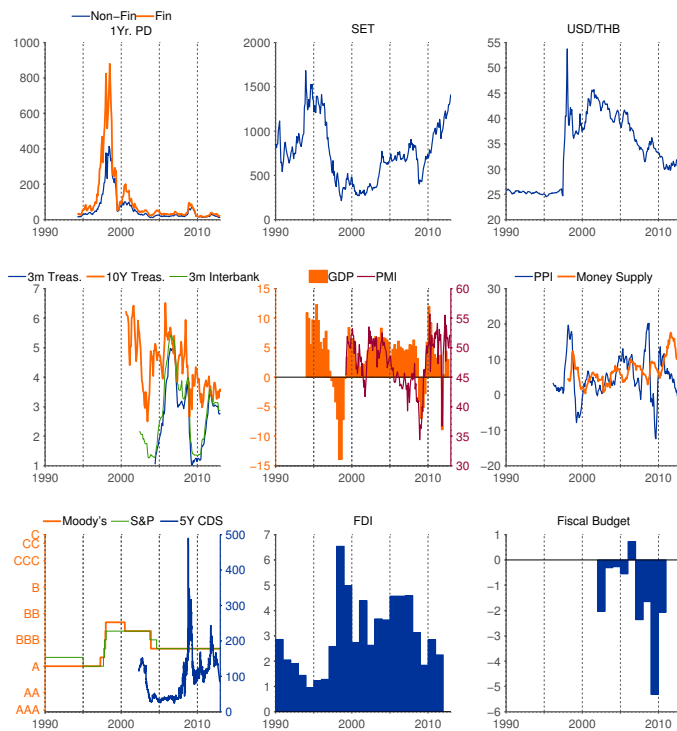 Non−Fin Fin
1Yr. PD
1000
800
600
400
200
0
1990 2000 2010
SET
2000
1500
1000
500
0
1990 2000 2010
USD/THB
55
50
45
40
35
30
25
20
1990 2000 2010
3m Treas. 10Y Treas. 3m Interbank
7
6
5
4
3
2
1
1990 2000 2010
GDP PMI
15 60
10 55
5 50
0 45
−5 40
−10 35
−15 30
1990 2000 2010
PPI Money Supply
30
20
10
0
−10
−20
1990 2000 2010
Moody's S&P 5Y CDS
C 500
CC
CCC
400
B
300
BB
BBB 200
A
100
AA
AAA 0
1990 2000 2010
FDI
7
6
5
4
3
2
1
0
1990 2000 2010
Fiscal Budget
1
0
−1
−2
−3
−4
−5
−6
1990 2000 2010